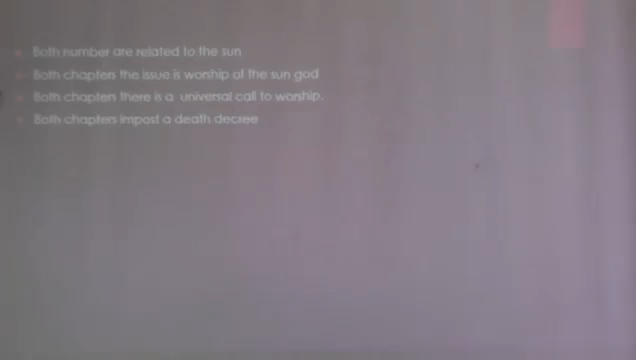 Both number are related to the sun
Both chapters the issue is worship of the sun god
Both chapters there is a universal call to worship.
Both chapters impost a death decree